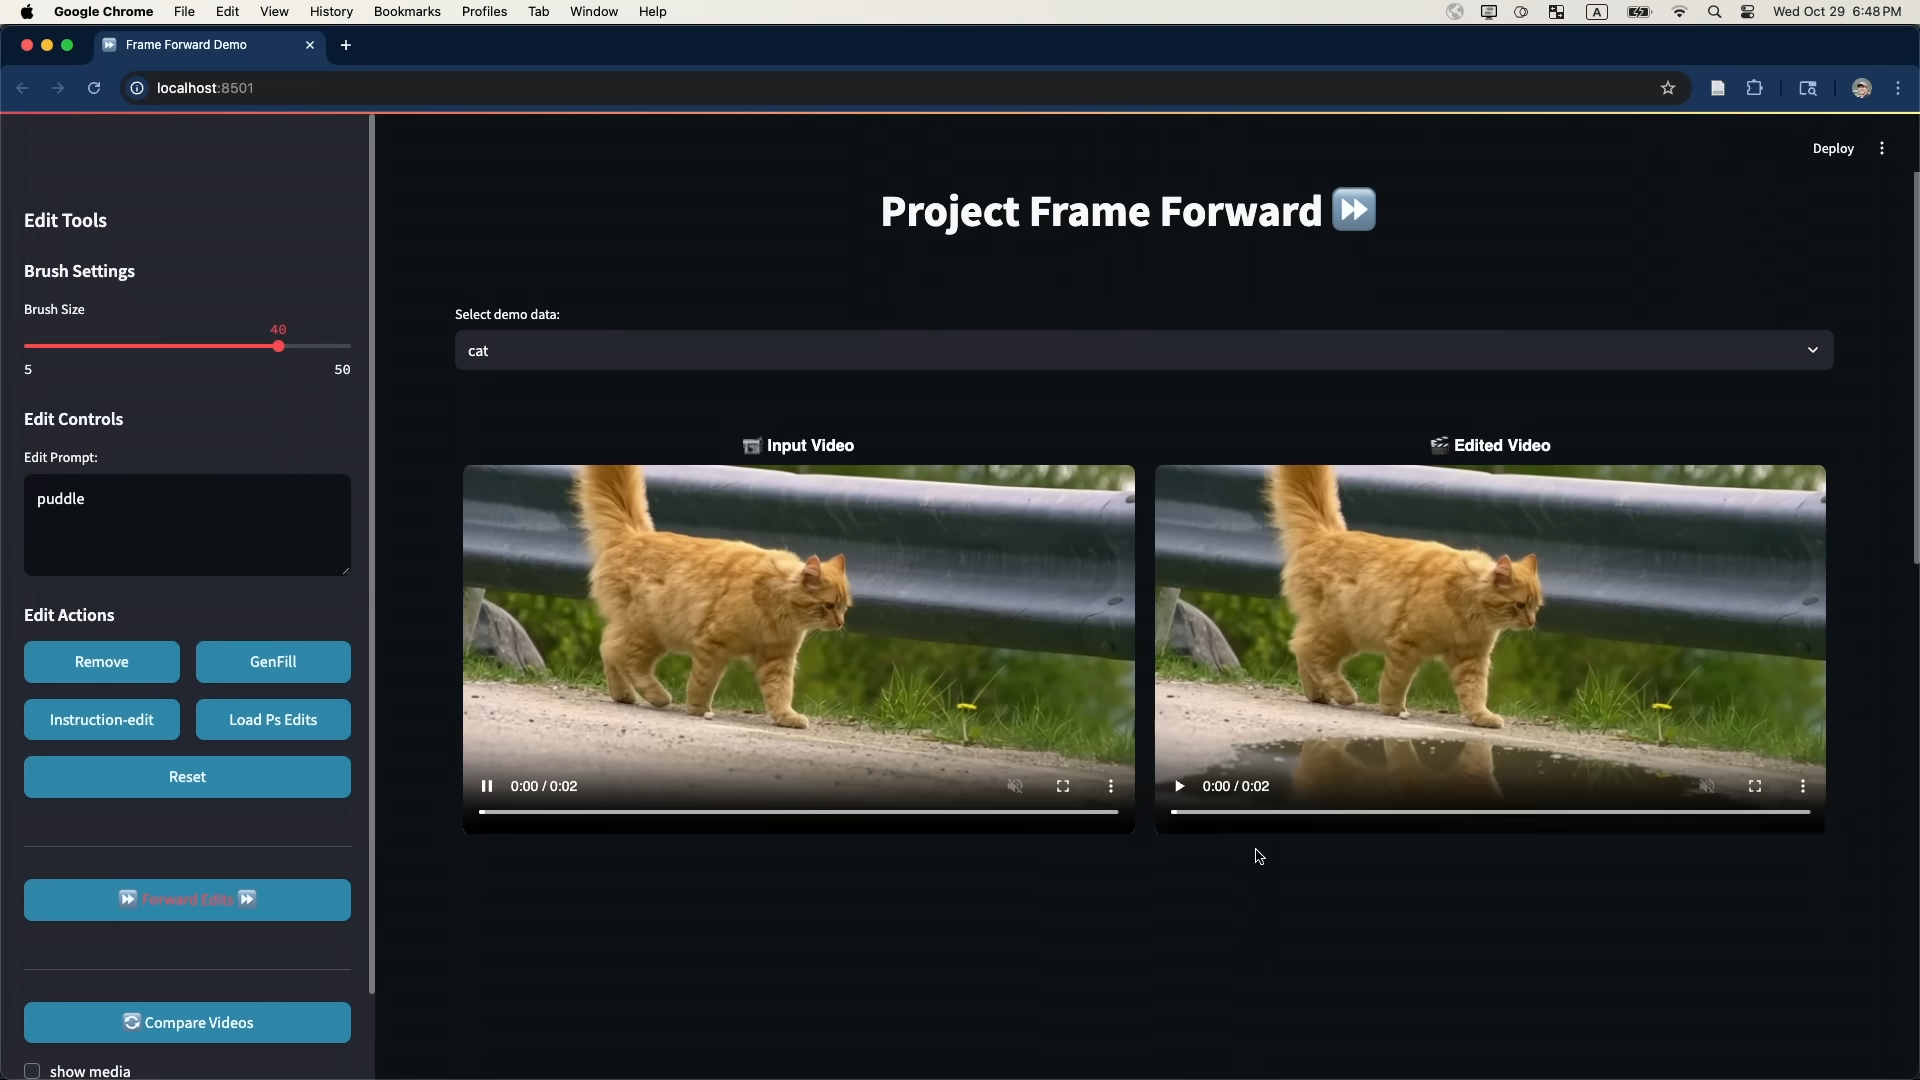 Google Chrome File Edit View History Bookmarks Profiles Tab Window Help A Wed Oct 29 6:48 PM
Frame Forward Demo
localhost:8501
Deploy
Project Frame Forward
Edit Tools
Brush Settings
Brush Size
40
5 50
Edit Controls
Edit Prompt:
puddle
Edit Actions
Remove GenFill
Instruction-edit Load Ps Edits
Reset
Forward Edits
Compare Videos
show media
Select demo data:
cat
Input Video
0:00 / 0:02
Edited Video
0:00 / 0:02